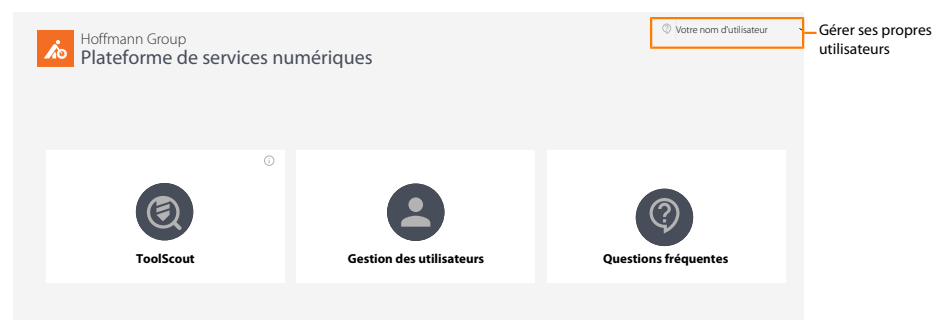 Hoffmann Group
Plateforme de services numériques
Votre nom d'utilisateur
Gérer ses propres
utilisateurs
ToolScout
Gestion des utilisateurs
Questions fréquentes